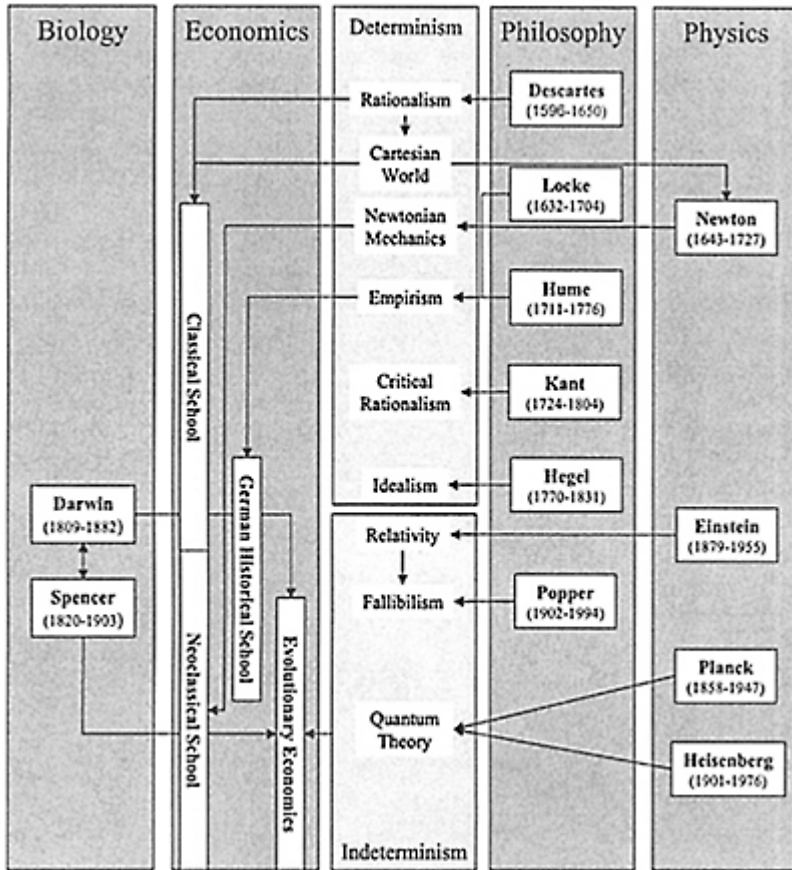 Biology
Economics
Determinism
Philosophy
Physics
Rationalism
Descartes
(1596-1650)
Cartesian
World
Locke
(1632-1704)
Newtonian
Mechanics
Newton
(1643-1727)
Empirism
Hume
(1711-1776)
Classical School
Critical
Rationalism
Kant
(1724-1804)
German Historical School
Idealism
Hegel
(1770-1831)
Darwin
(1809-1882)
Relativity
Einstein
(1879-1955)
Spencer
(1820-1903)
Fallibilism
Popper
(1902-1994)
Neoclassical School
Evolutionary Economics
Quantum
Theory
Planck
(1858-1947)
Heisenberg
(1901-1976)
Indeterminism